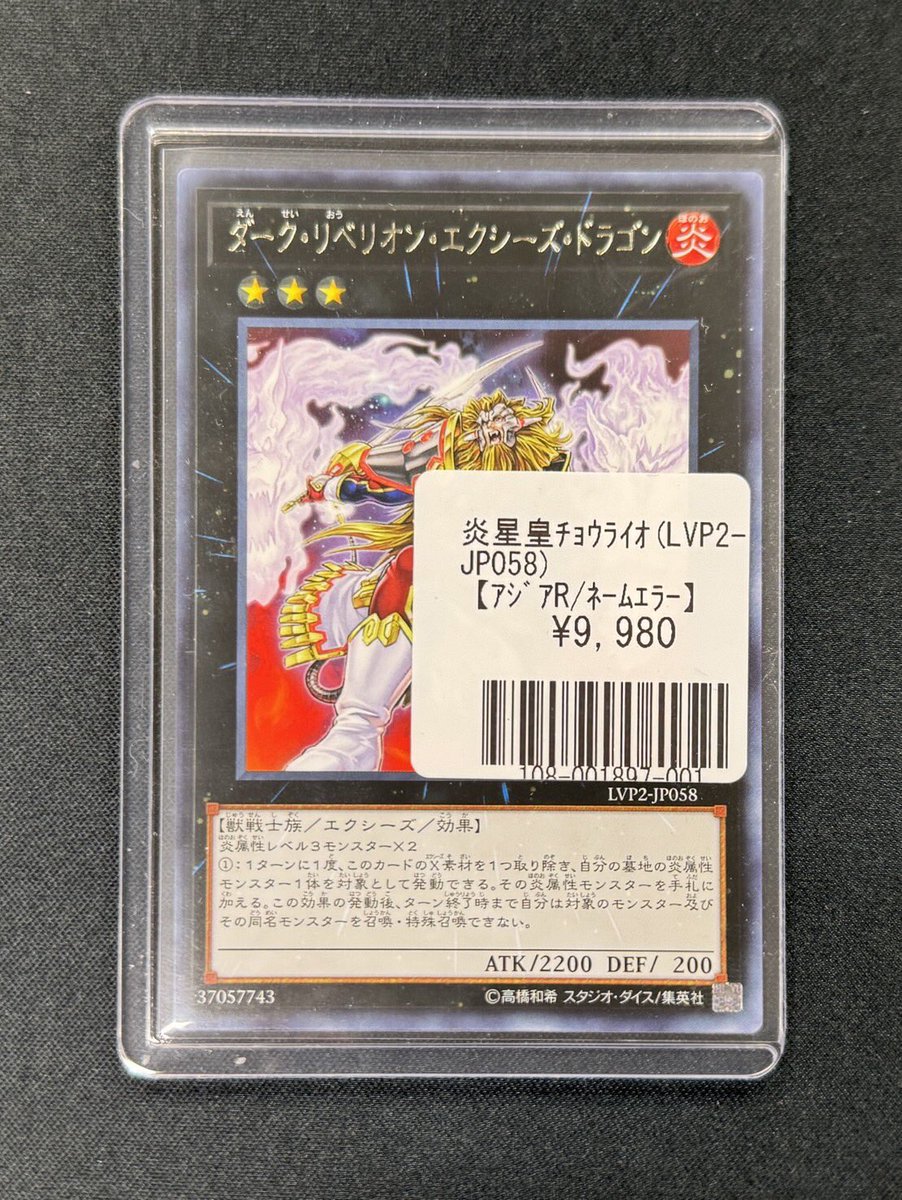 えん せい おう
ダーク・リベリオン・エクシーズ・ドラゴン
ほのお
炎
炎星皇チョウライオ(LVP2-
JP058)
【アジアR/ネームエラー】
¥9,980
108-001897-001
LVP2-JP058
【獣戦士族/エクシーズ/効果】
炎属性レベル3モンスター×2
①:1ターンに1度、このカードのX素材を1つ取り除き、自分の墓地の炎属性
モンスター1体を対象として発動できる。その炎属性モンスターを手札に
加える。この効果の発動後、ターン終了時まで自分は対象のモンスター及び
その同名モンスターを召喚・特殊召喚できない。
ATK/2200 DEF/ 200
37057743
©高橋和希 スタジオ・ダイス/集英社